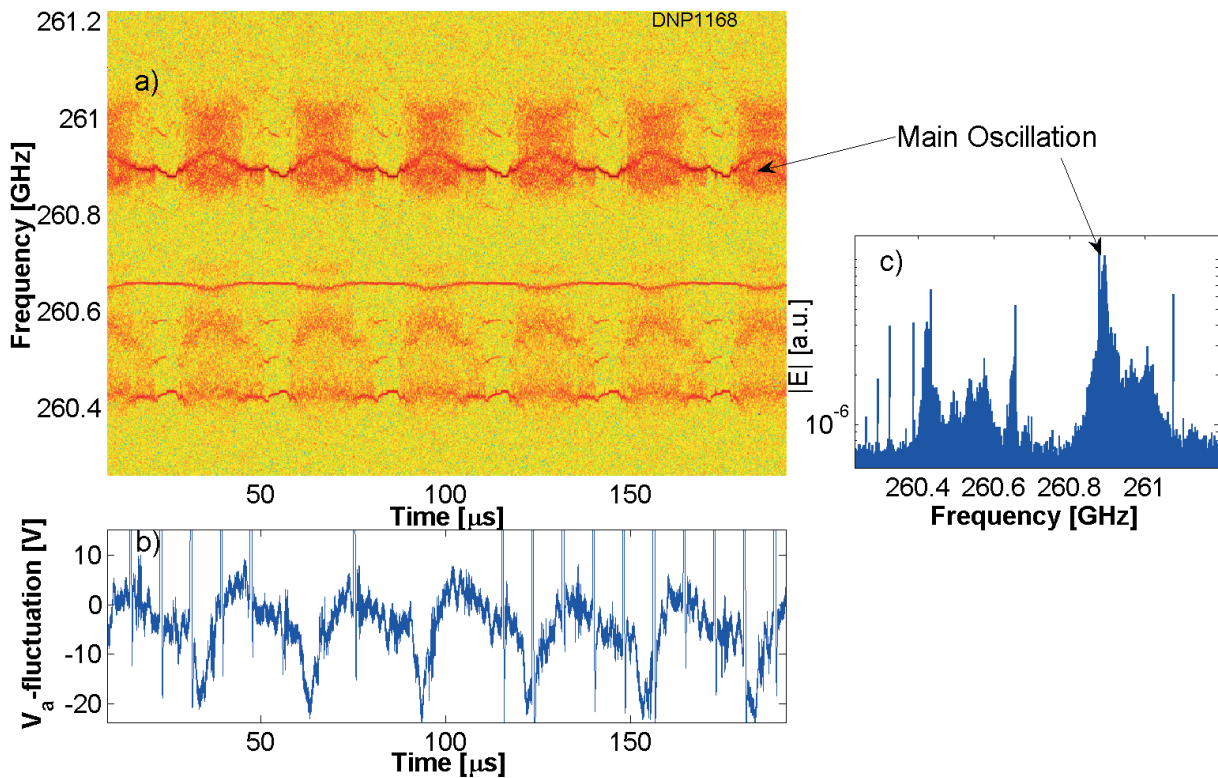 DNP1168
a)
261.2
261
260.8
260.6
260.4
Frequency [GHz]
50
100
150
Time [μs]
Main Oscillation
c)
|E| [a.u.]
10-6
260.4
260.6
260.8
261
Frequency [GHz]
b)
10
0
-10
-20
Va-fluctuation [V]
50
100
150
Time [μs]